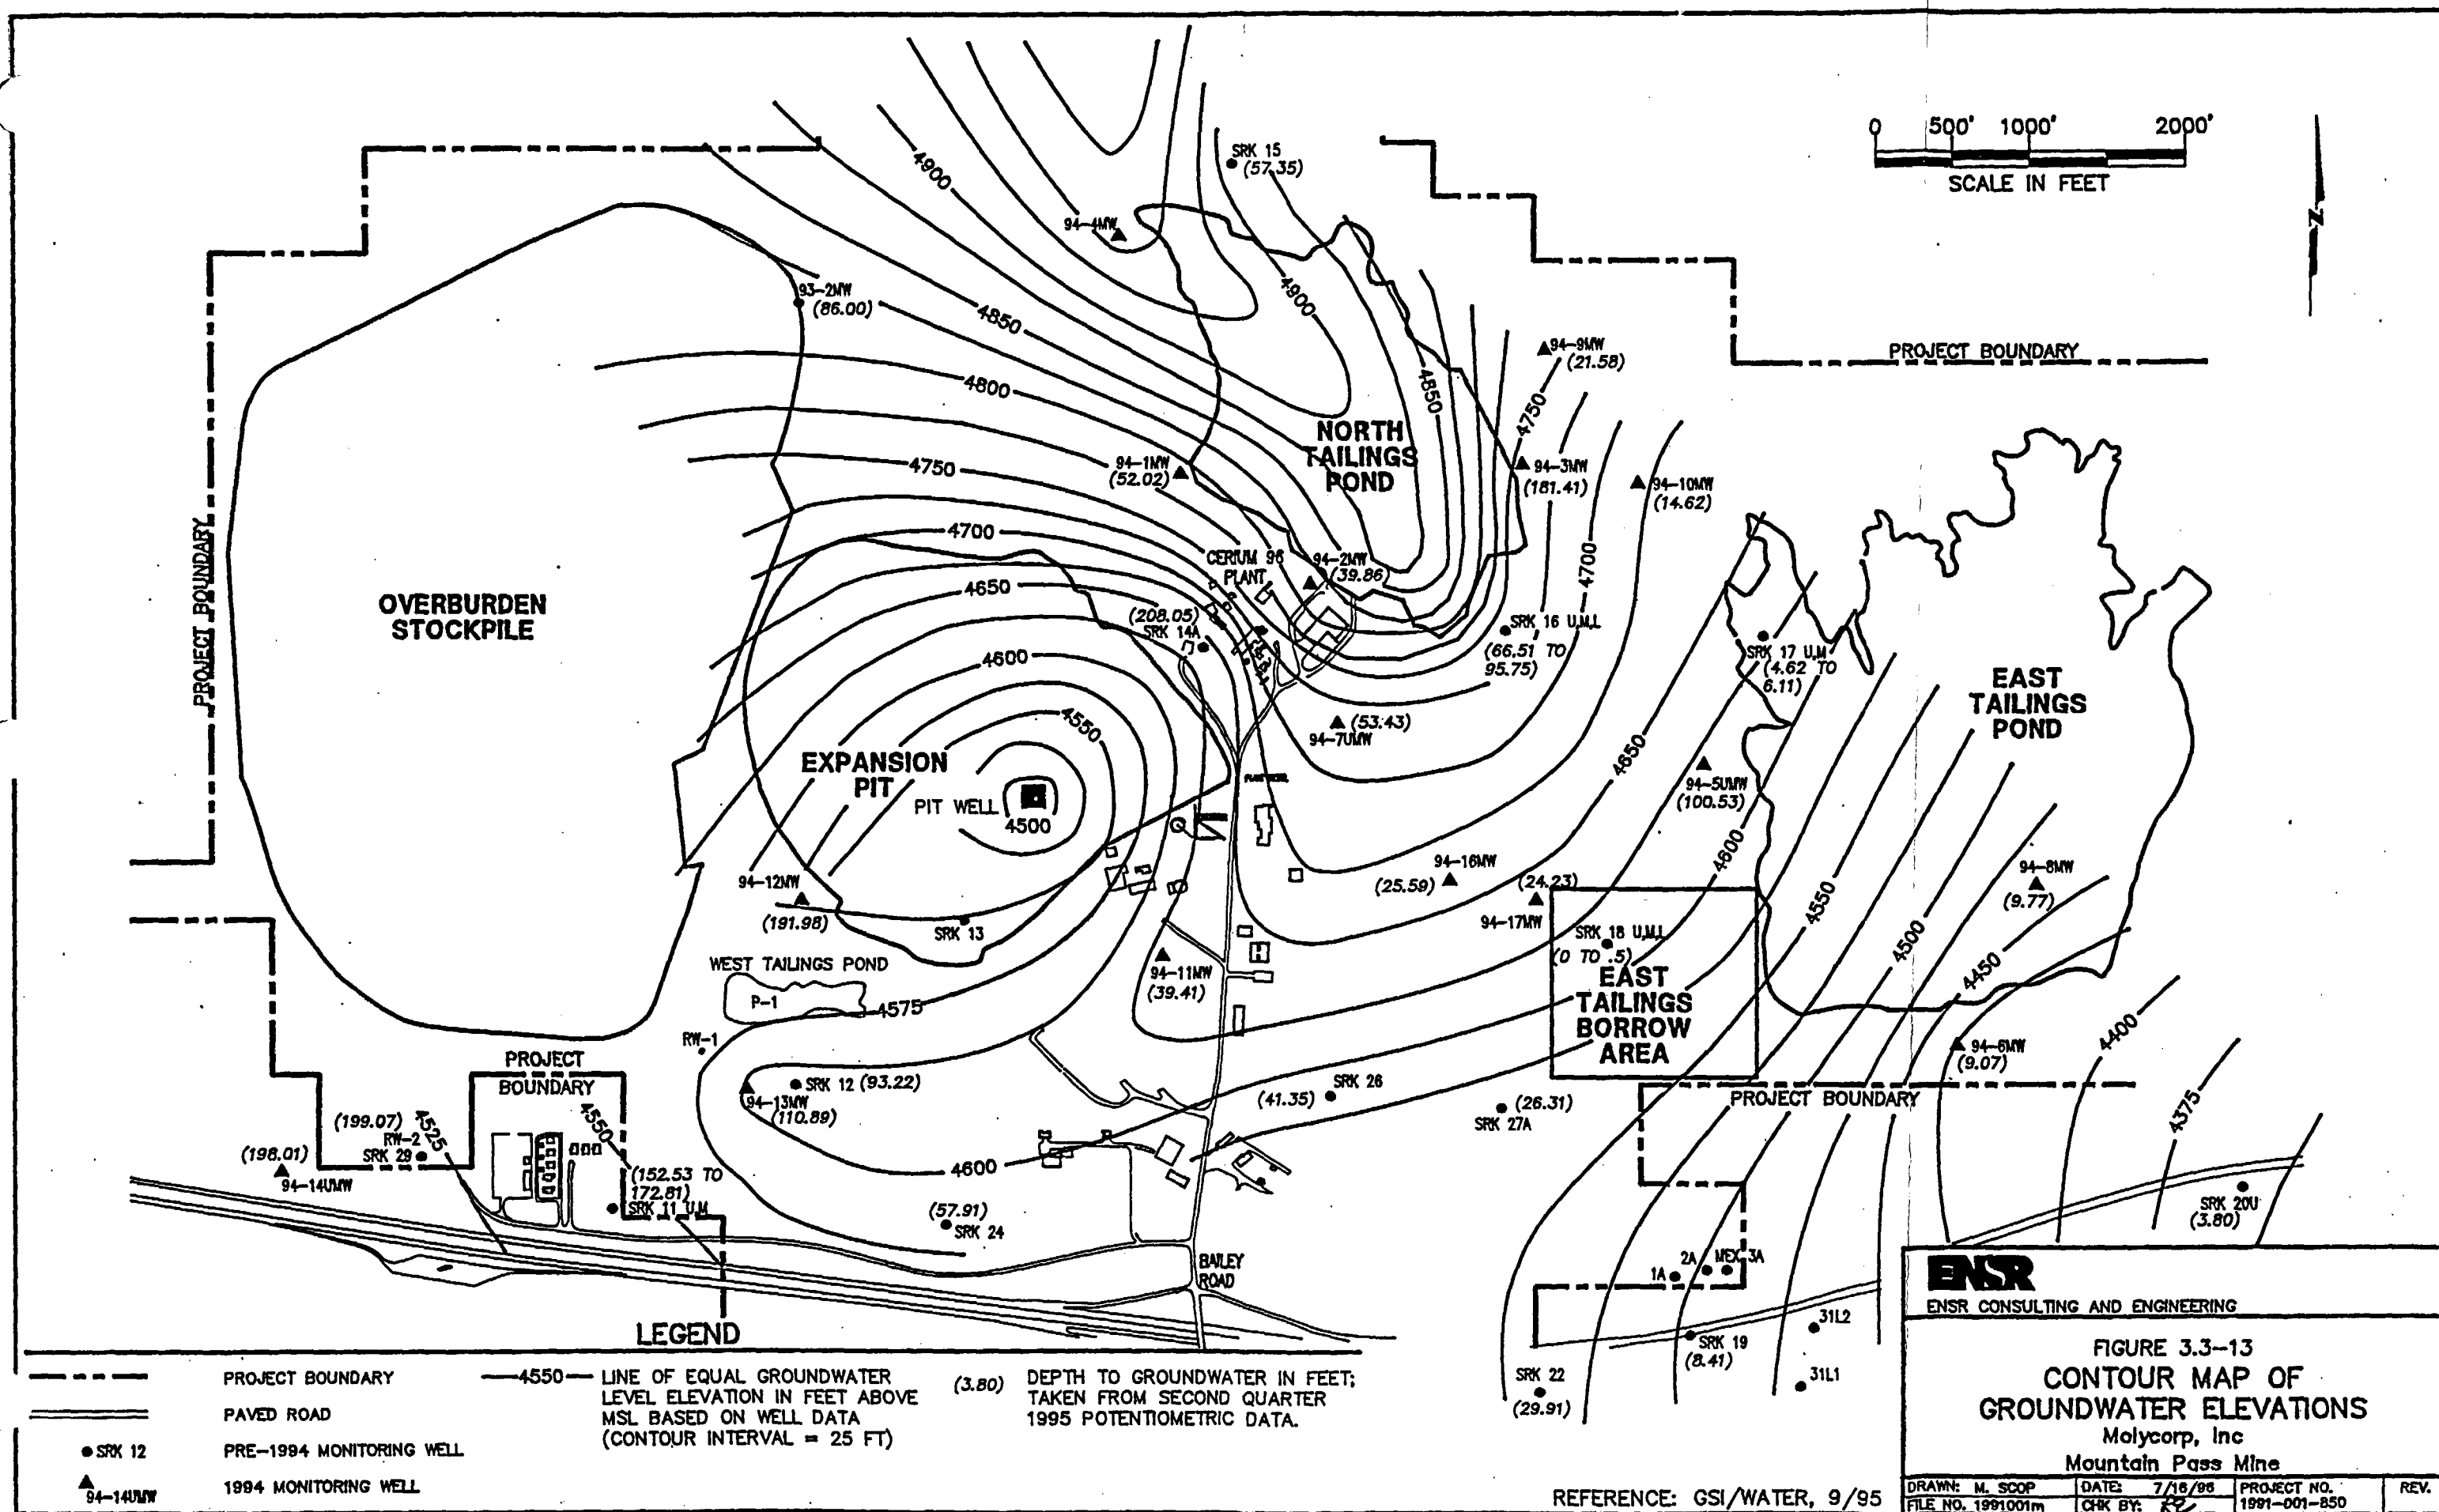 0 500' 1000' 2000'
SCALE IN FEET
N
SRK 15
(57.35)
4900
94-4MW
93-2MW
(86.00)
4850
4900
94-9MW
(21.58)
PROJECT BOUNDARY
4800
4850
4750
NORTH
TAILINGS
POND
94-1MW
(52.02)
4750
94-3MW
(181.41)
94-10MW
(14.62)
PROJECT BOUNDARY
4700
CERIUM 96
PLANT
94-2MW
(39.86)
4700
4650
OVERBURDEN
STOCKPILE
(208.05)
SRK 14A
SRK 16 U,M,L
(66.51 TO
95.75)
SRK 17 U,M
(4.62 TO
6.11)
4600
EAST
TAILINGS
POND
4550
(53.43)
94-7UMW
4650
EXPANSION
PIT
PIT WELL
4500
94-5UMW
(100.53)
4600
94-12MW
(191.98)
SRK 13
94-16MW
(25.59)
(24.23)
94-17MW
94-8MW
(9.77)
4550
4500
4450
SRK 18 U,M,L
(0 TO .5)
EAST
TAILINGS
BORROW
AREA
WEST TAILINGS POND
P-1
4575
94-11MW
(39.41)
RW-1
4400
94-6MW
(9.07)
PROJECT
BOUNDARY
SRK 12 (93.22)
94-13MW
(110.89)
SRK 26
(41.35)
(26.31)
SRK 27A
PROJECT BOUNDARY
4375
(199.07)
RW-2
SRK 29
4525
4550
(198.01)
94-14UMW
(152.53 TO
172.81)
SRK 11 U,M
4600
(57.91)
SRK 24
SRK 20U
(3.80)
BAILEY
ROAD
1A
2A
MEX 3A
31L2
SRK 19
(8.41)
31L1
SRK 22
(29.91)
LEGEND
PROJECT BOUNDARY
PAVED ROAD
SRK 12
PRE-1994 MONITORING WELL
94-14UMW
1994 MONITORING WELL
4550
LINE OF EQUAL GROUNDWATER
LEVEL ELEVATION IN FEET ABOVE
MSL BASED ON WELL DATA
(CONTOUR INTERVAL = 25 FT)
(3.80)
DEPTH TO GROUNDWATER IN FEET;
TAKEN FROM SECOND QUARTER
1995 POTENTIOMETRIC DATA.
REFERENCE: GSI/WATER, 9/95
ENSR
ENSR CONSULTING AND ENGINEERING
FIGURE 3.3-13
CONTOUR MAP OF
GROUNDWATER ELEVATIONS
Molycorp, Inc
Mountain Pass Mine
DRAWN: M. SCOP
DATE: 7/16/96
PROJECT NO.
REV.
FILE NO. 1991001m
CHK BY:
1991-001-850